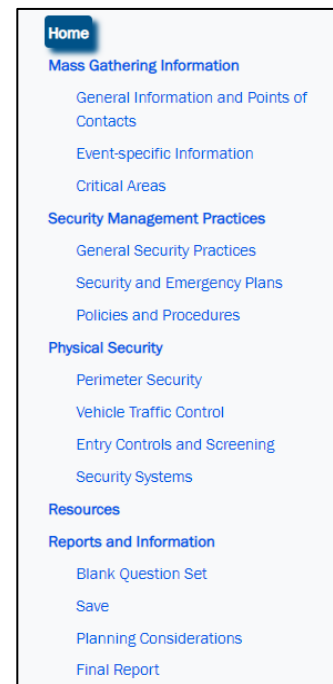 Home
Mass Gathering Information
General Information and Points of
Contacts
Event-specific Information
Critical Areas
Security Management Practices
General Security Practices
Security and Emergency Plans
Policies and Procedures
Physical Security
Perimeter Security
Vehicle Traffic Control
Entry Controls and Screening
Security Systems
Resources
Reports and Information
Blank Question Set
Save
Planning Considerations
Final Report